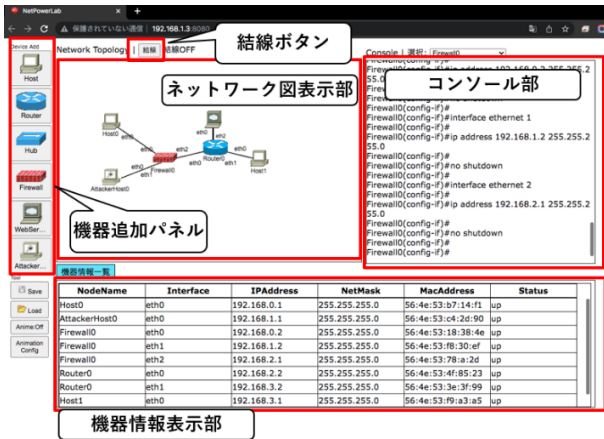 NetPowerLab
保護されていない通信
192.168.1.3:8080
Device Add
Network Topology | 結線 結線OFF
結線ボタン
Console | 選択: Firewall0
Host
Router
Hub
Firewall
WebSer...
Attacker...
Tool
Save
Load
Anime:Off
Animation
Config
ネットワーク図表示部
コンソール部
機器追加パネル
Host0
eth0
eth0
eth2
eth2
eth0
eth0
eth1
Firewall0
Router0
eth1
Host1
eth0
AttackerHost0
55.0
Firewall0(config-if)#
Firewall0(config-if)#interface ethernet 1
Firewall0(config-if)#
Firewall0(config-if)#ip address 192.168.1.2 255.255.2
55.0
Firewall0(config-if)#
Firewall0(config-if)#no shutdown
Firewall0(config-if)#
Firewall0(config-if)#interface ethernet 2
Firewall0(config-if)#
Firewall0(config-if)#ip address 192.168.2.1 255.255.2
55.0
Firewall0(config-if)#
Firewall0(config-if)#no shutdown
Firewall0(config-if)#
Firewall0(config-if)#
機器情報一覧
NodeName Interface IPAddress NetMask MacAddress Status
Host0 eth0 192.168.0.1 255.255.255.0 56:4e:53:b7:14:f1 up
AttackerHost0 eth0 192.168.1.1 255.255.255.0 56:4e:53:c4:2d:90 up
Firewall0 eth0 192.168.0.2 255.255.255.0 56:4e:53:18:38:4e up
Firewall0 eth1 192.168.1.2 255.255.255.0 56:4e:53:f8:30:ef up
Firewall0 eth2 192.168.2.1 255.255.255.0 56:4e:53:78:a:2d up
Router0 eth0 192.168.2.2 255.255.255.0 56:4e:53:4f:85:23 up
Router0 eth1 192.168.3.2 255.255.255.0 56:4e:53:3e:3f:99 up
Host1 eth0 192.168.3.1 255.255.255.0 56:4e:53:f9:a3:a5 up
機器情報表示部